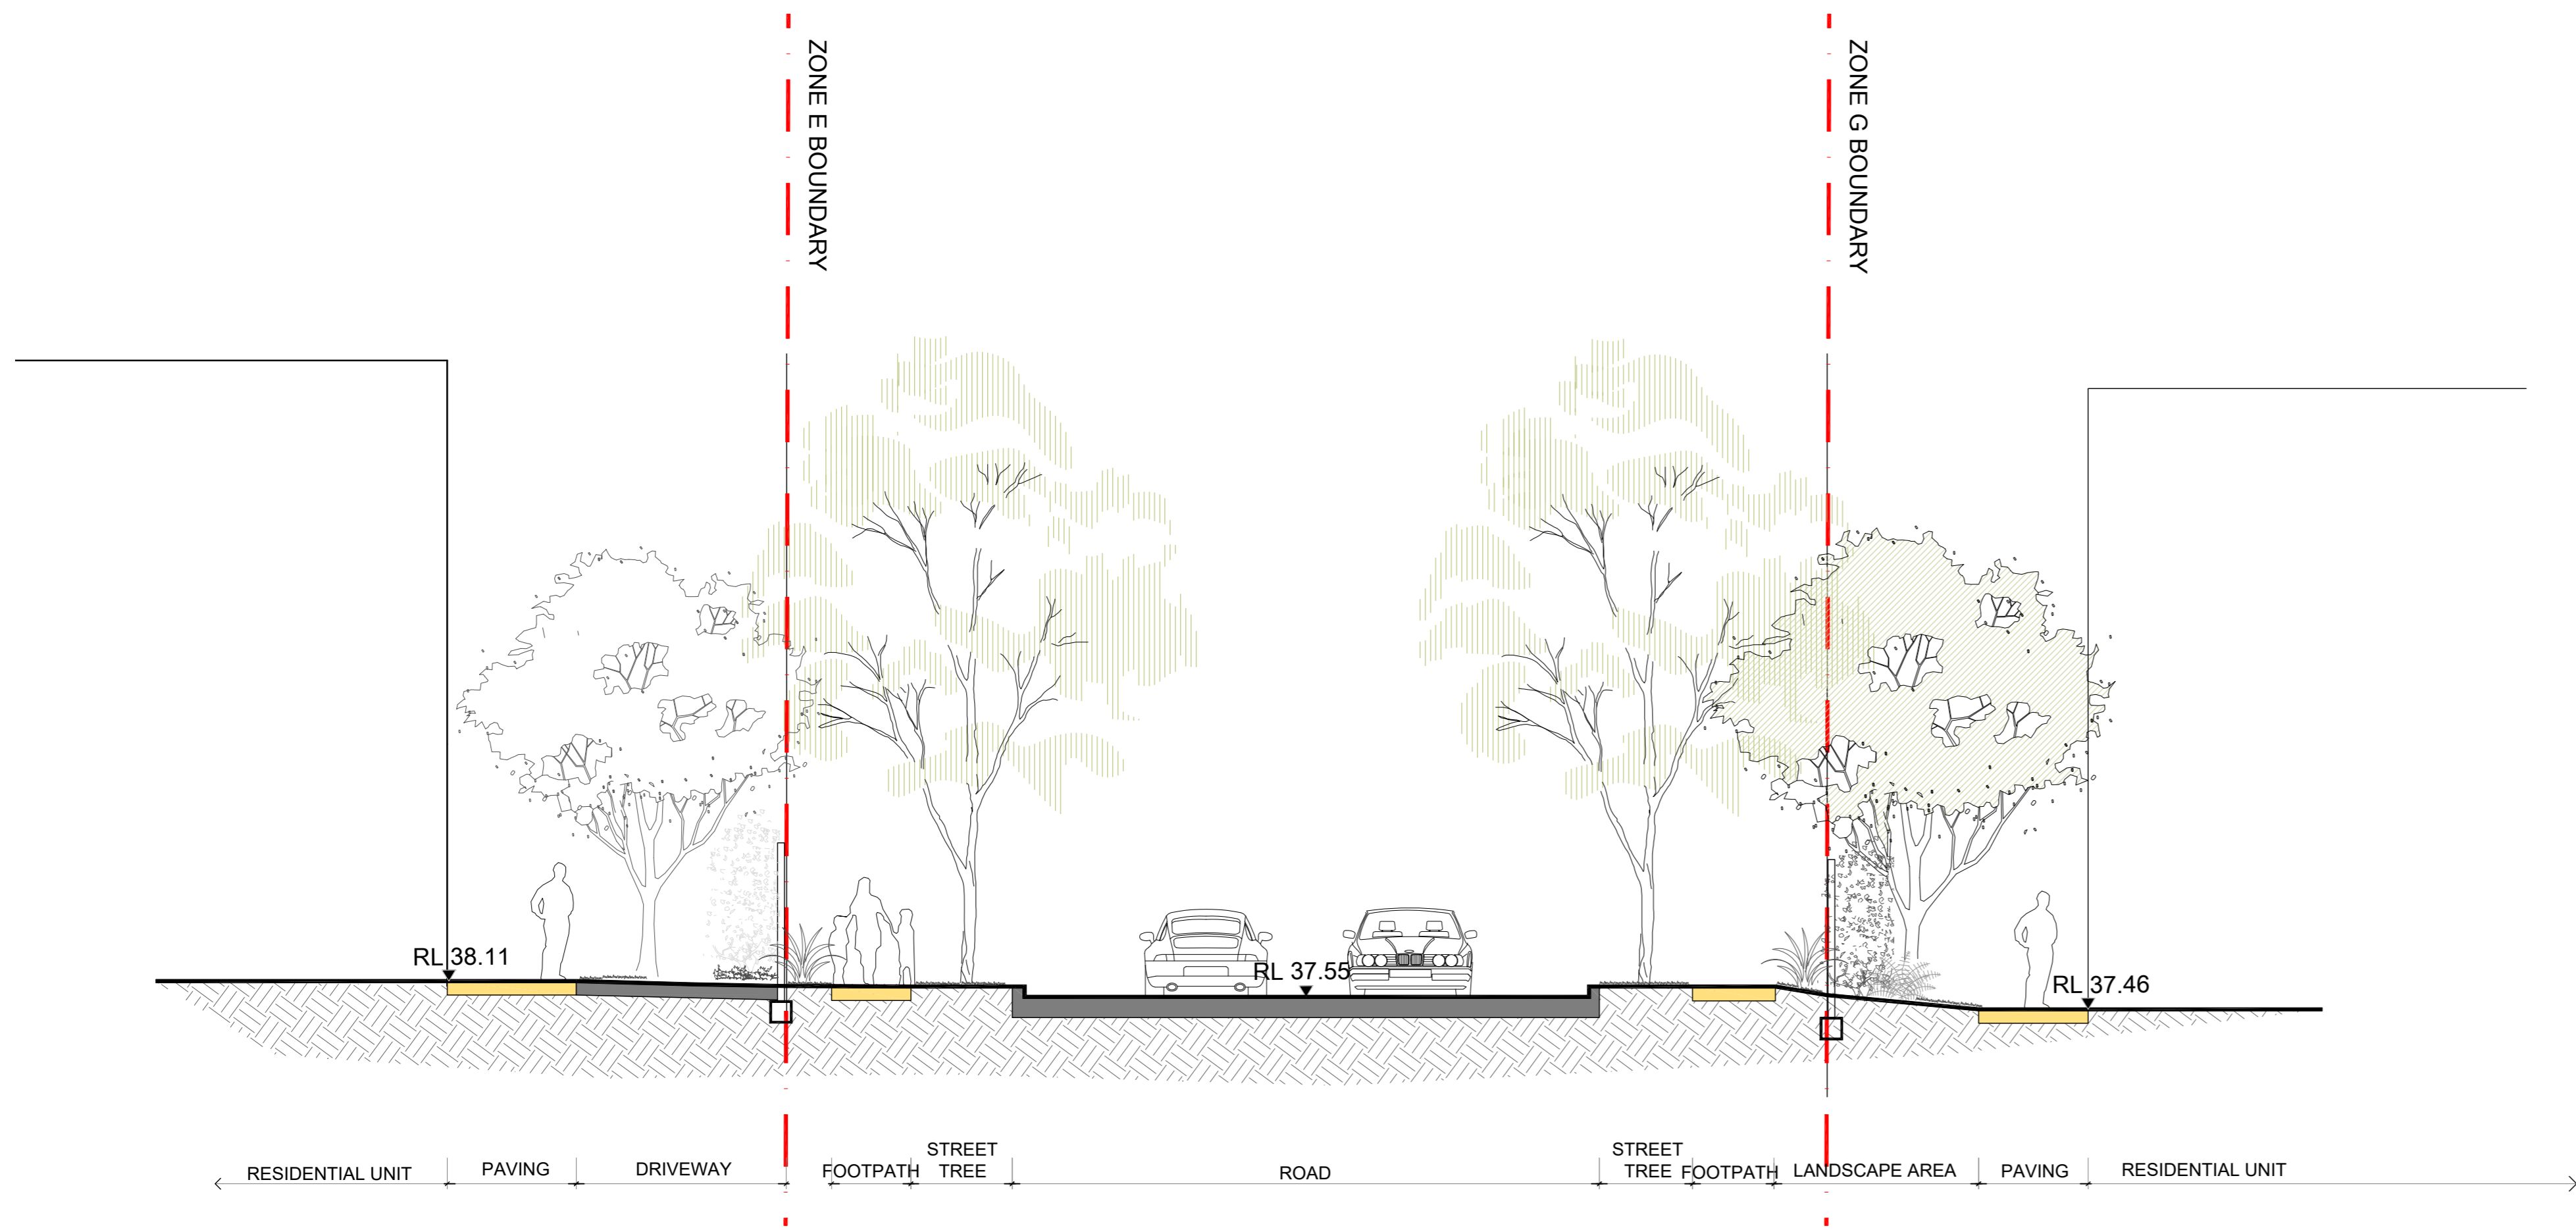 ZONE E BOUNDARY
ZONE G BOUNDARY
RL 38.11
RL 37.55
RL 37.46
RESIDENTIAL UNIT
PAVING
DRIVEWAY
FOOTPATH
STREET
TREE
ROAD
STREET
TREE
FOOTPATH
LANDSCAPE AREA
PAVING
RESIDENTIAL UNIT